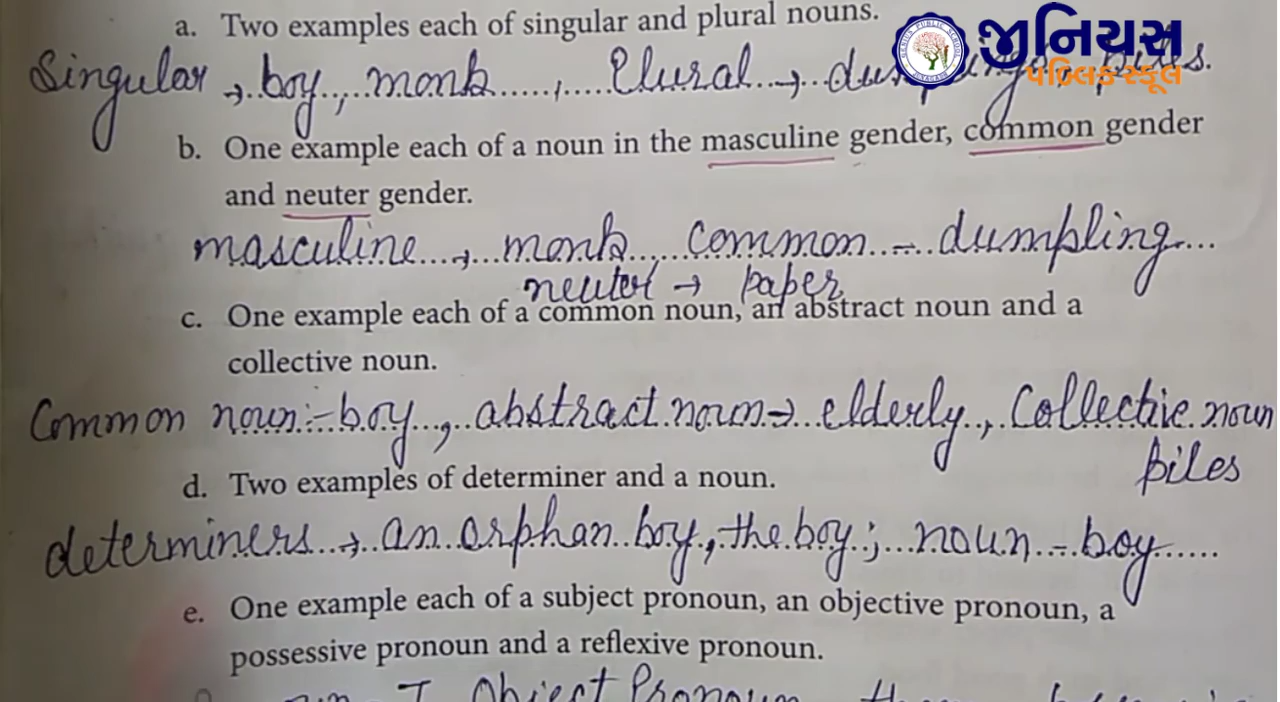 a. Two examples each of singular and plural nouns.
જીનિયસ
પબ્લિક સ્કૂલ
Singular → boy, monk, Plural →
b. One example each of a noun in the masculine gender, common gender
and neuter gender.
masculine → monk common - dumpling
neuter → paper
c. One example each of a common noun, an abstract noun and a
collective noun.
Common noun:- boy, abstract noun → elderly, Collectie noun
piles
d. Two examples of determiner and a noun.
determiners → an orphan boy, the boy; noun - boy
e. One example each of a subject pronoun, an objective pronoun, a
possessive pronoun and a reflexive pronoun.
I Object Pronoun